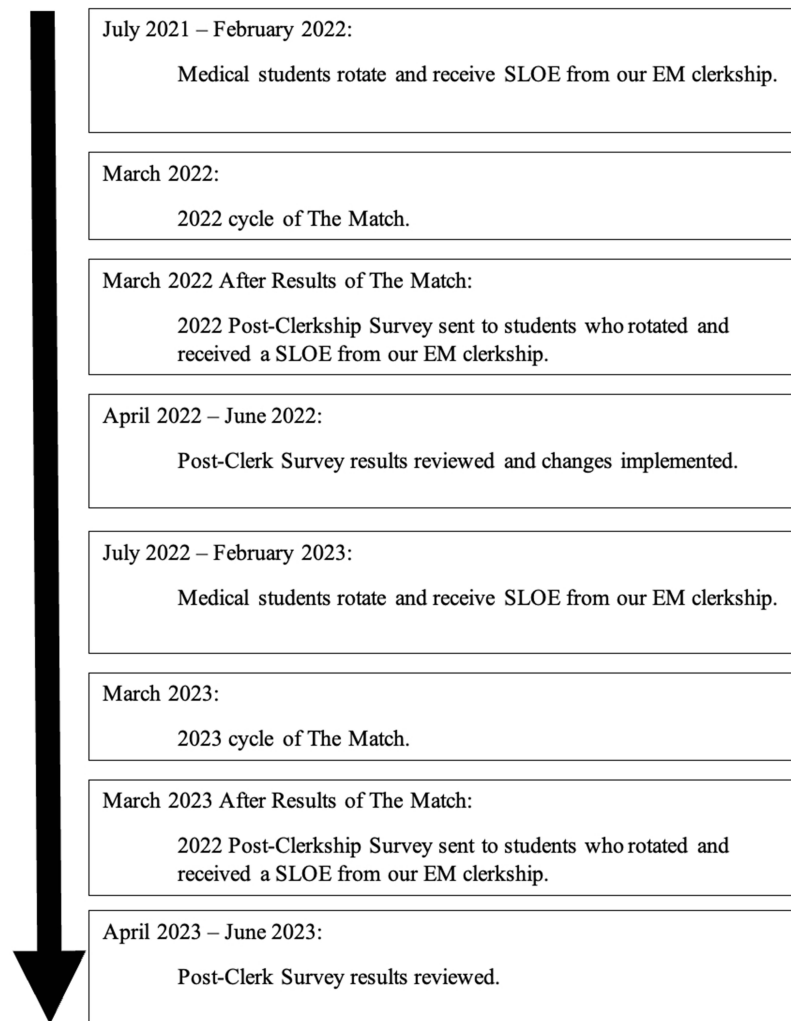 July 2021 – February 2022:
Medical students rotate and receive SLOE from our EM clerkship.
March 2022:
2022 cycle of The Match.
March 2022 After Results of The Match:
2022 Post-Clerkship Survey sent to students who rotated and
received a SLOE from our EM clerkship.
April 2022 – June 2022:
Post-Clerk Survey results reviewed and changes implemented.
July 2022 – February 2023:
Medical students rotate and receive SLOE from our EM clerkship.
March 2023:
2023 cycle of The Match.
March 2023 After Results of The Match:
2022 Post-Clerkship Survey sent to students who rotated and
received a SLOE from our EM clerkship.
April 2023 – June 2023:
Post-Clerk Survey results reviewed.